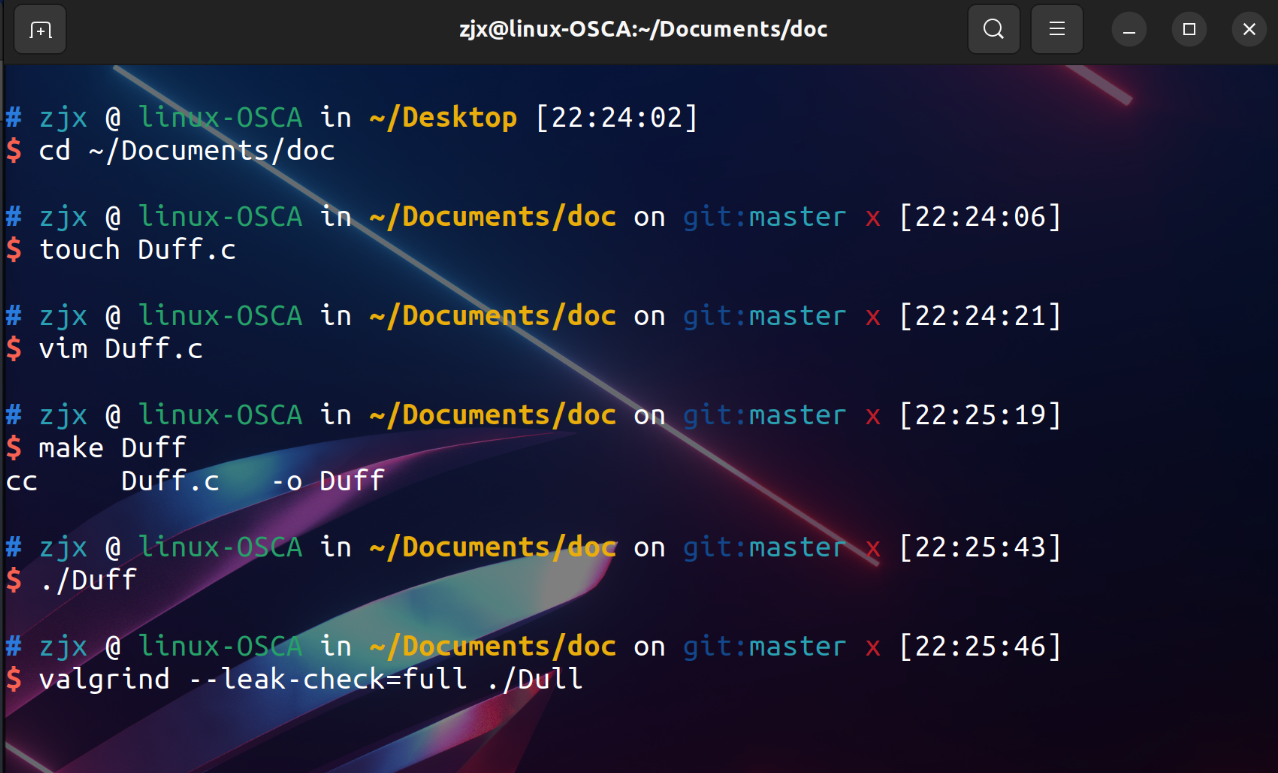 zjx@linux-OSCA:~/Documents/doc
# zjx @ linux-OSCA in ~/Desktop [22:24:02]
$ cd ~/Documents/doc
# zjx @ linux-OSCA in ~/Documents/doc on git:master x [22:24:06]
$ touch Duff.c
# zjx @ linux-OSCA in ~/Documents/doc on git:master x [22:24:21]
$ vim Duff.c
# zjx @ linux-OSCA in ~/Documents/doc on git:master x [22:25:19]
$ make Duff
cc     Duff.c   -o Duff
# zjx @ linux-OSCA in ~/Documents/doc on git:master x [22:25:43]
$ ./Duff
# zjx @ linux-OSCA in ~/Documents/doc on git:master x [22:25:46]
$ valgrind --leak-check=full ./Dull